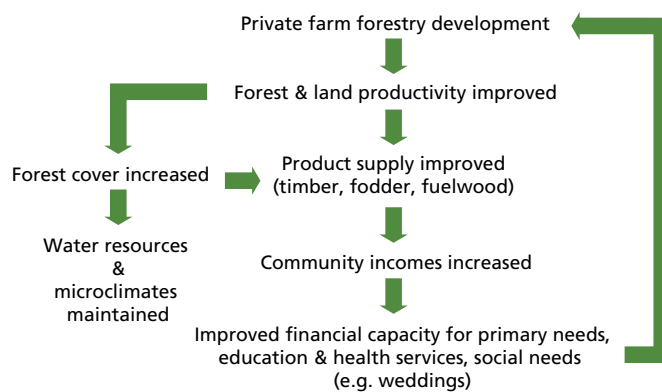 Private farm forestry development
Forest & land productivity improved
Forest cover increased
Product supply improved
(timber, fodder, fuelwood)
Water resources
&
microclimates
maintained
Community incomes increased
Improved financial capacity for primary needs,
education & health services, social needs
(e.g. weddings)